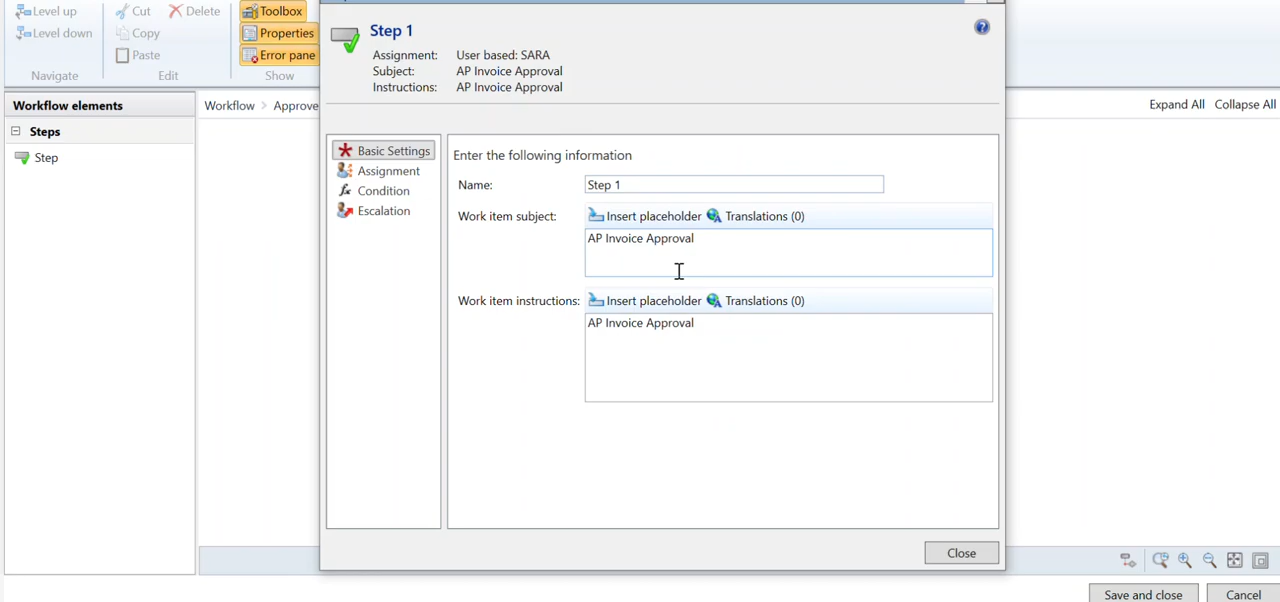 Level up
Cut
Delete
Toolbox
Level down
Copy
Properties
Paste
Error pane
Navigate
Edit
Show
Step 1
Assignment: User based: SARA
Subject: AP Invoice Approval
Instructions: AP Invoice Approval
Workflow elements
Workflow > Approve
Expand All Collapse All
Steps
Step
Basic Settings
Assignment
Condition
Escalation
Enter the following information
Name: Step 1
Work item subject: Insert placeholder Translations (0)
AP Invoice Approval
Work item instructions: Insert placeholder Translations (0)
AP Invoice Approval
Close
Save and close Cancel